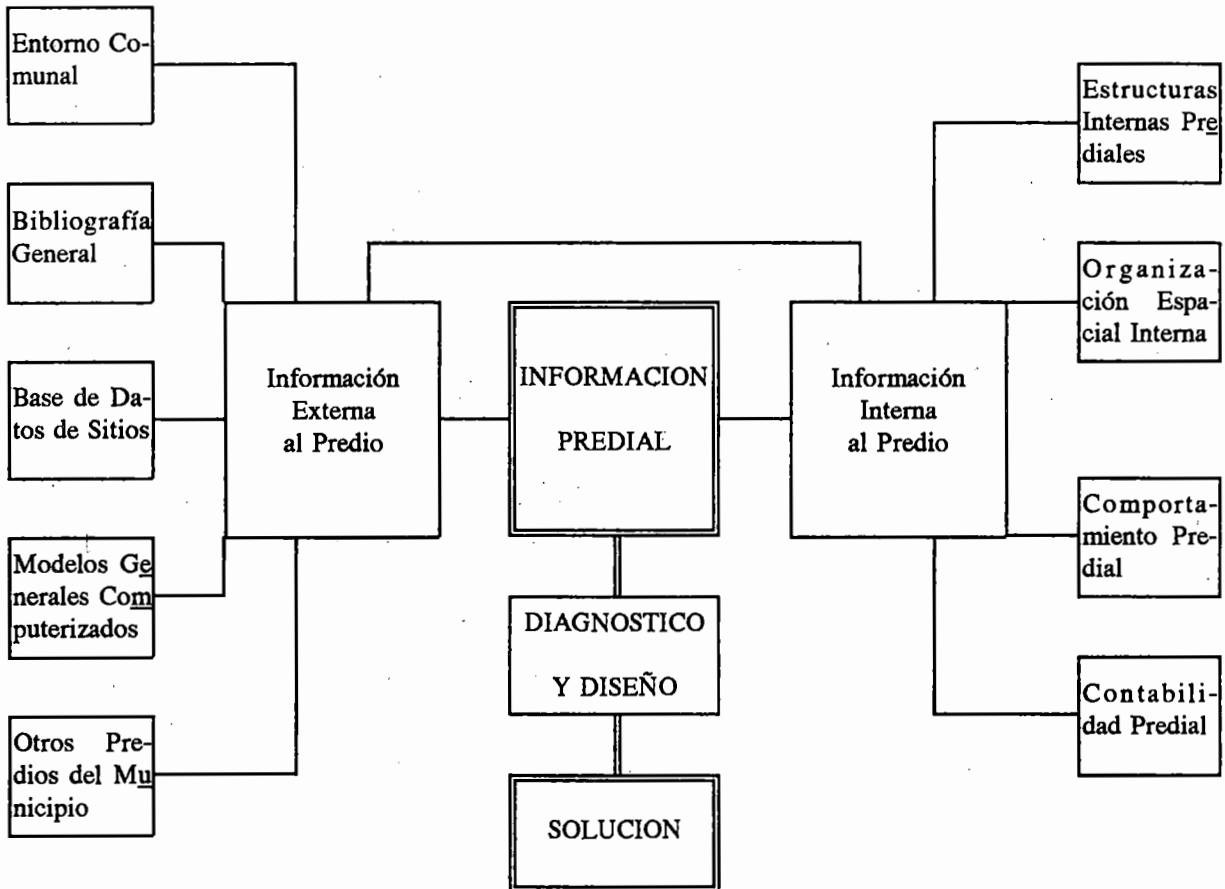 Entorno Co-
munal
Bibliografía
General
Base de Da-
tos de Sitios
Modelos Ge
nerales Com
puterizados
Otros Pre-
dios del Mu
nicipio
Información
Externa
al Predio
INFORMACION
PREDIAL
DIAGNOSTICO
Y DISEÑO
SOLUCION
Información
Interna
al Predio
Estructuras
Internas Pre
diales
Organiza-
ción Espa-
cial Interna
Comporta-
miento Pre-
dial
Contabili-
dad Predial